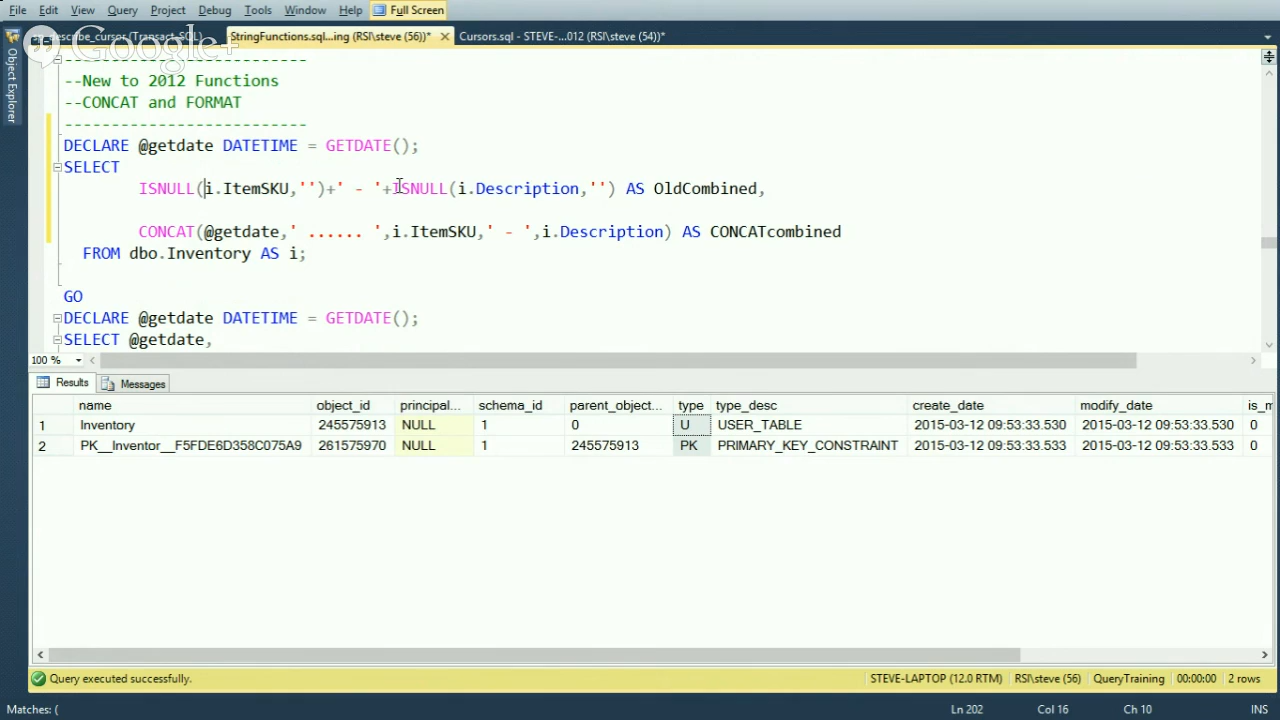 File Edit View Query Project Debug Tools Window Help Full Screen
Google+
sp_describe_cursor (Transact-SQL) StringFunctions.sql...ing (RSI\steve (56))* Cursors.sql - STEVE-...012 (RSI\steve (54))*
Object Explorer
--------------------------
--New to 2012 Functions
--CONCAT and FORMAT
--------------------------
DECLARE @getdate DATETIME = GETDATE();
SELECT
ISNULL(i.ItemSKU,'')+' - '+ISNULL(i.Description,'') AS OldCombined,
CONCAT(@getdate,' ...... ',i.ItemSKU,' - ',i.Description) AS CONCATcombined
FROM dbo.Inventory AS i;
GO
DECLARE @getdate DATETIME = GETDATE();
SELECT @getdate,
100 %
Results Messages
name object_id principal... schema_id parent_object... type type_desc create_date modify_date is_m
1 Inventory 245575913 NULL 1 0 U USER_TABLE 2015-03-12 09:53:33.530 2015-03-12 09:53:33.530 0
2 PK__Inventor__F5FDE6D358C075A9 261575970 NULL 1 245575913 PK PRIMARY_KEY_CONSTRAINT 2015-03-12 09:53:33.533 2015-03-12 09:53:33.533 0
Query executed successfully. STEVE-LAPTOP (12.0 RTM) RSI\steve (56) QueryTraining 00:00:00 2 rows
Matches: ( Ln 202 Col 16 Ch 10 INS